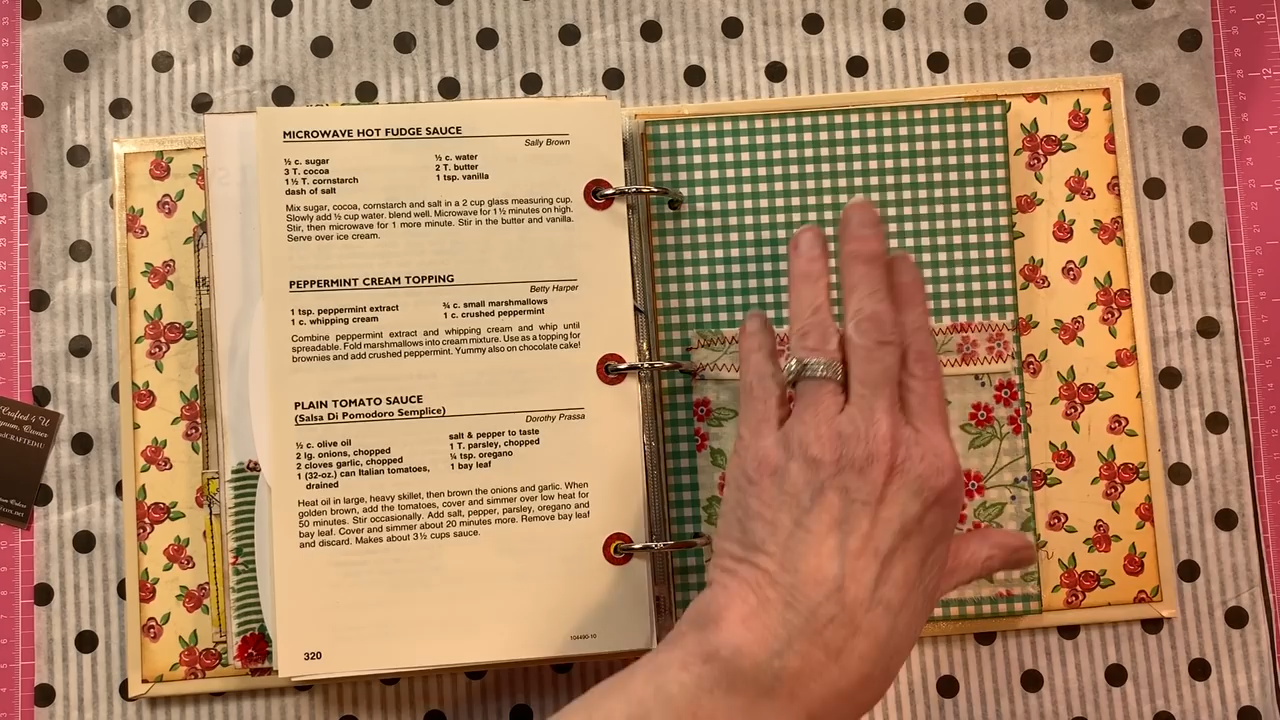 MICROWAVE HOT FUDGE SAUCE
Sally Brown
½ c. sugar
3 T. cocoa
1 ½ T. cornstarch
dash of salt
½ c. water
2 T. butter
1 tsp. vanilla
Mix sugar, cocoa, cornstarch and salt in a 2 cup glass measuring cup.
Slowly add ½ cup water. blend well. Microwave for 1½ minutes on high.
Stir, then microwave for 1 more minute. Stir in the butter and vanilla.
Serve over ice cream.
PEPPERMINT CREAM TOPPING
Betty Harper
1 tsp. peppermint extract
1 c. whipping cream
¾ c. small marshmallows
1 c. crushed peppermint
Combine peppermint extract and whipping cream and whip until
spreadable. Fold marshmallows into cream mixture. Use as a topping for
brownies and add crushed peppermint. Yummy also on chocolate cake!
PLAIN TOMATO SAUCE
(Salsa Di Pomodoro Semplice)
Dorothy Prassa
½ c. olive oil
2 lg. onions, chopped
2 cloves garlic, chopped
1 (32-oz.) can Italian tomatoes,
drained
salt & pepper to taste
1 T. parsley, chopped
¼ tsp. oregano
1 bay leaf
Heat oil in large, heavy skillet, then brown the onions and garlic. When
golden brown, add the tomatoes, cover and simmer over low heat for
50 minutes. Stir occasionally. Add salt, pepper, parsley, oregano and
bay leaf. Cover and simmer about 20 minutes more. Remove bay leaf
and discard. Makes about 3½ cups sauce.
104490-10
320
Crafted 4 U
Owner